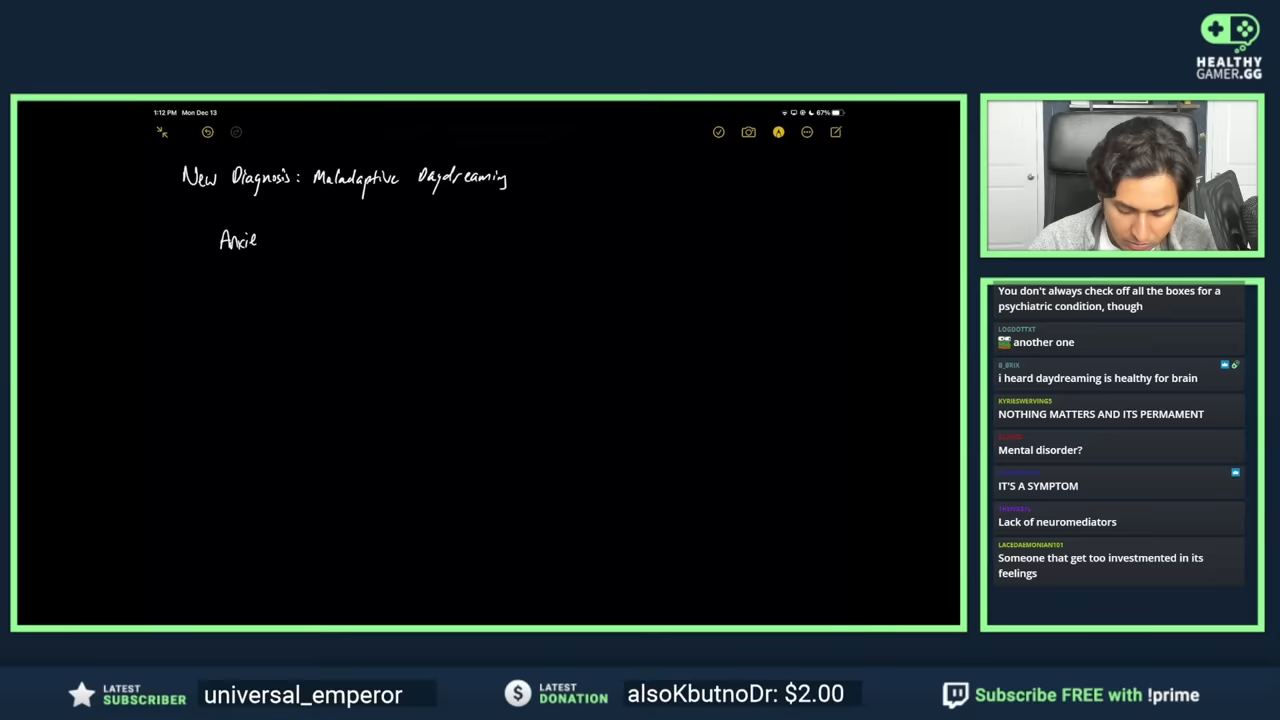 HEALTHY
GAMER.GG
1:12 PM Mon Dec 13
67%
New Diagnosis: Maladaptive Daydreaming
Anxie
You don't always check off all the boxes for a
psychiatric condition, though
LOGDOTTXT
another one
B_BRIX
i heard daydreaming is healthy for brain
KYRIESWERVING5
NOTHING MATTERS AND ITS PERMAMENT
Mental disorder?
IT'S A SYMPTOM
Lack of neuromediators
LACEDAEMONIAN101
Someone that get too investmented in its
feelings
LATEST
SUBSCRIBER
universal_emperor
LATEST
DONATION
alsoKbutnoDr: $2.00
Subscribe FREE with !prime